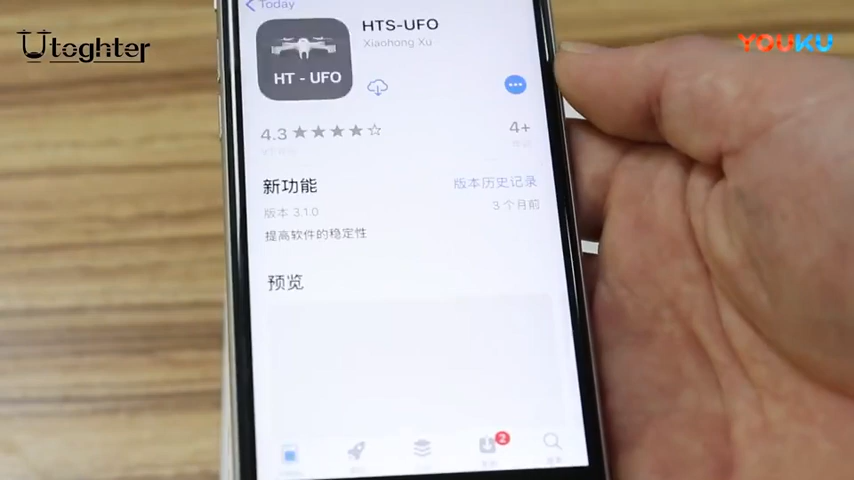 Utoghter
YOUKU
Today
HTS-UFO
Xiaohong Xu
HT - UFO
4.3
4+
新功能
版本历史记录
版本 3.1.0
3 个月前
提高软件的稳定性
预览
2